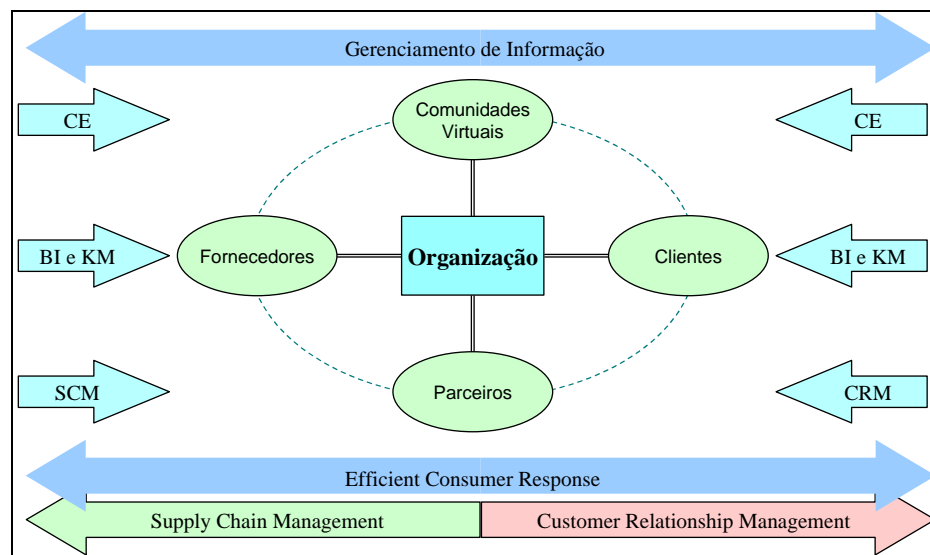 Gerenciamento de Informação
CE
Comunidades
Virtuais
CE
BI e KM
Fornecedores
Organização
Clientes
BI e KM
SCM
Parceiros
CRM
Efficient Consumer Response
Supply Chain Management
Customer Relationship Management